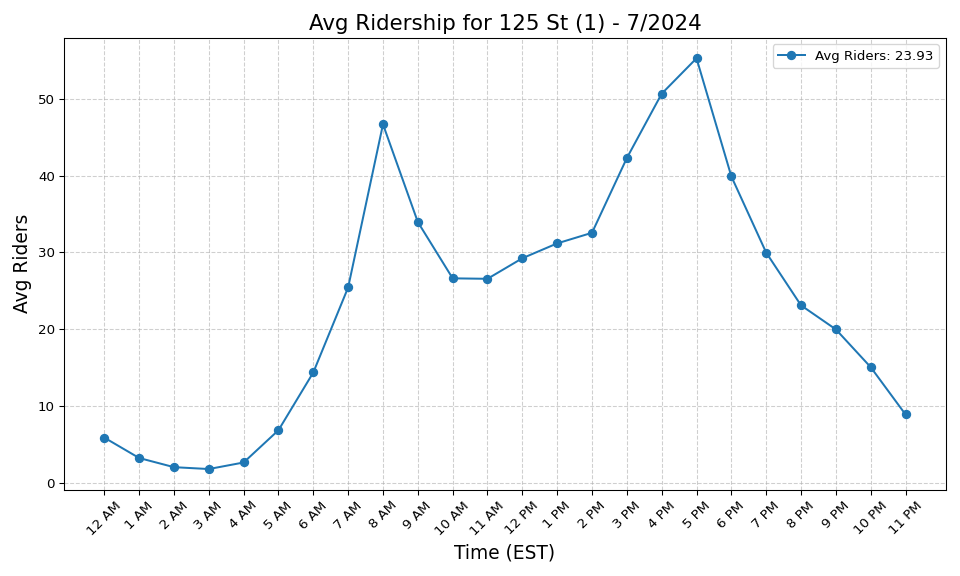 Avg Ridership for 125 St (1) - 7/2024
Avg Riders: 23.93
Avg Riders
50
40
30
20
10
0
12 AM
1 AM
2 AM
3 AM
4 AM
5 AM
6 AM
7 AM
8 AM
9 AM
10 AM
11 AM
12 PM
1 PM
2 PM
3 PM
4 PM
5 PM
6 PM
7 PM
8 PM
9 PM
10 PM
11 PM
Time (EST)